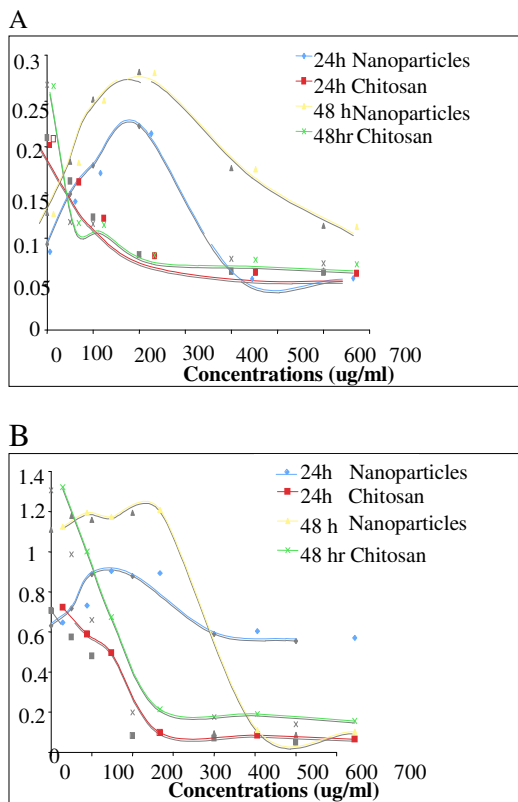 A
0.3
0.25
0.2
0.15
0.1
0.05
0
24h Nanoparticles
24h Chitosan
48 h Nanoparticles
48hr Chitosan
0 100 200 300 400 500 600 700
Concentrations (ug/ml)
B
1.4
1.2
1
0.8
0.6
0.4
0.2
0
24h Nanoparticles
24h Chitosan
48 h Nanoparticles
48 hr Chitosan
0 100 200 300 400 500 600
Concentrations (ug/ml)